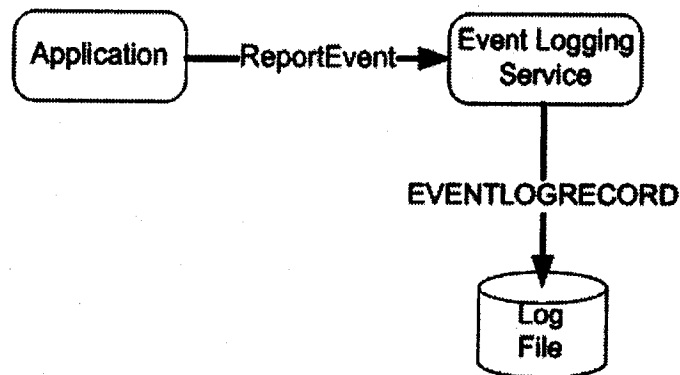 Application
ReportEvent
Event Logging
Service
EVENTLOGRECORD
Log
File